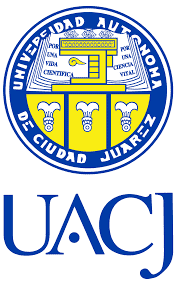 UNIVERSIDAD AUTONOMA
DE CIUDAD JUAREZ
POR
UNA
VIDA
CIENTIFICA
POR
UNA
CIENCIA
VITAL
UACJ